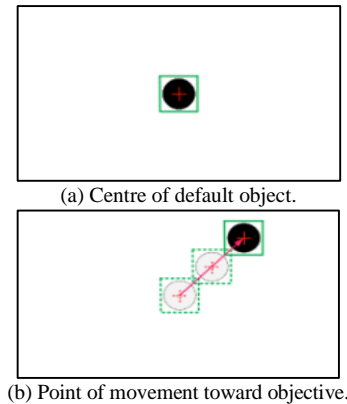 (a) Centre of default object.
(b) Point of movement toward objective.